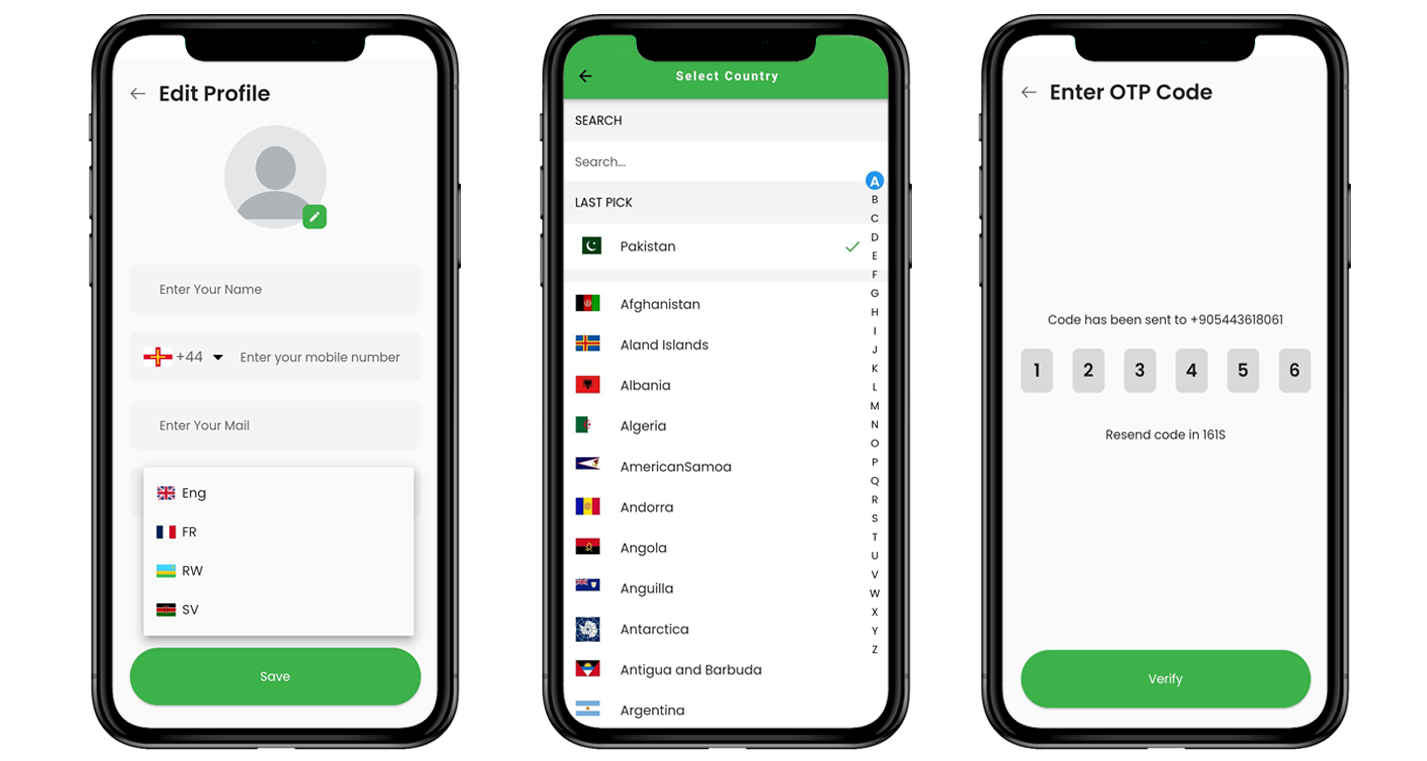 Edit Profile
Enter Your Name
+44
Enter your mobile number
Enter Your Mail
Eng
FR
RW
SV
Save
Select Country
SEARCH
Search...
LAST PICK
Pakistan
Afghanistan
Aland Islands
Albania
Algeria
AmericanSamoa
Andorra
Angola
Anguilla
Antarctica
Antigua and Barbuda
Argentina
A
B
C
D
E
F
G
H
I
J
K
L
M
N
O
P
Q
R
S
T
U
V
W
X
Y
Z
Enter OTP Code
Code has been sent to +905443618061
1 2 3 4 5 6
Resend code in 161S
Verify